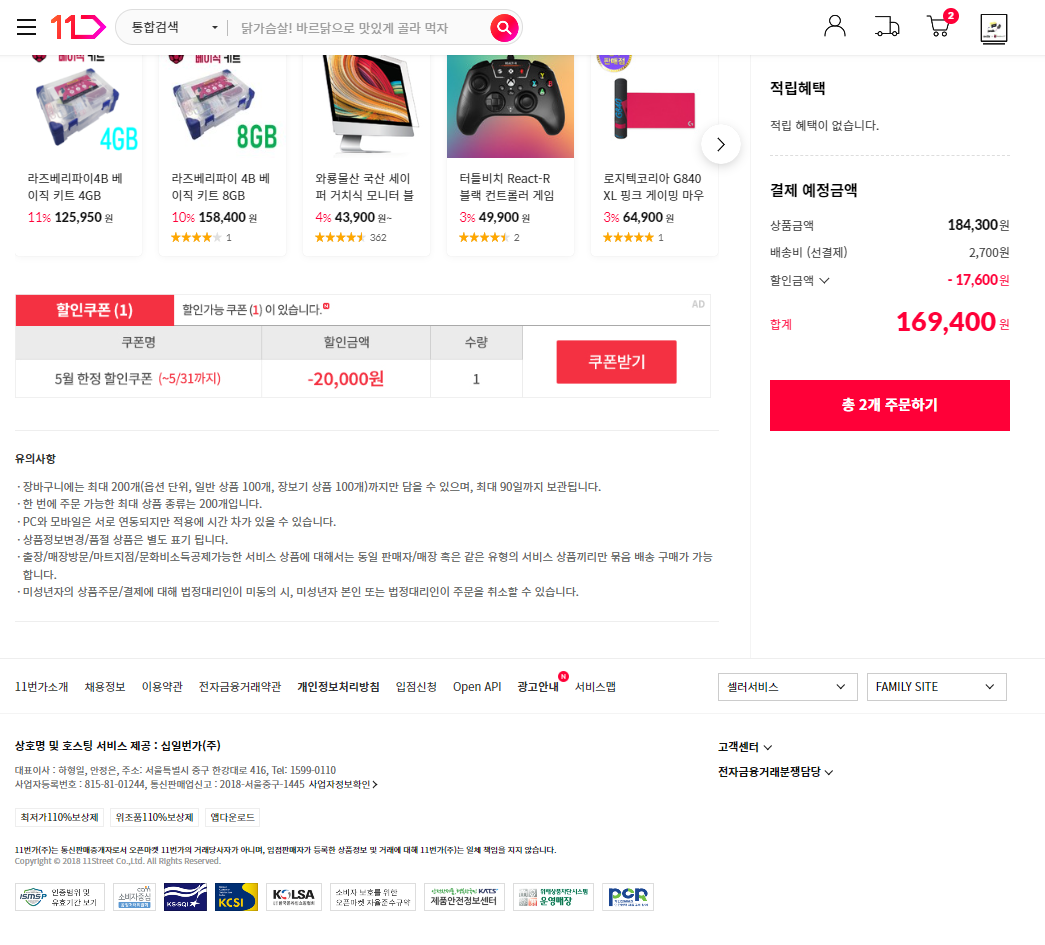 11
통합검색
닭가슴살! 바르닭으로 맛있게 골라 먹자
2
베이직 키트
4GB
베이직 키트
8GB
판매점
라즈베리파이4B 베
이직 키트 4GB
11% 125,950 원
라즈베리파이 4B 베
이직 키트 8GB
10% 158,400 원
★★★★★ 1
와룡물산 국산 세이
퍼 거치식 모니터 블
4% 43,900 원~
★★★★★ 362
터틀비치 React-R
블랙 컨트롤러 게임
3% 49,900 원
★★★★★ 2
로지텍코리아 G840
XL 핑크 게이밍 마우
3% 64,900 원
★★★★★ 1
적립혜택
적립 혜택이 없습니다.
결제 예정금액
상품금액 184,300원
배송비 (선결제) 2,700원
할인금액 - 17,600원
합계 169,400 원
총 2개 주문하기
할인쿠폰 (1) 할인가능 쿠폰 (1) 이 있습니다. N AD
쿠폰명 할인금액 수량
5월 한정 할인쿠폰 (~5/31까지) -20,000원 1
쿠폰받기
유의사항
· 장바구니에는 최대 200개(옵션 단위, 일반 상품 100개, 장보기 상품 100개)까지만 담을 수 있으며, 최대 90일까지 보관됩니다.
· 한 번에 주문 가능한 최대 상품 종류는 200개입니다.
· PC와 모바일은 서로 연동되지만 적용에 시간 차가 있을 수 있습니다.
· 상품정보변경/품절 상품은 별도 표기 됩니다.
· 출장/매장방문/마트지점/문화비소득공제가능한 서비스 상품에 대해서는 동일 판매자/매장 혹은 같은 유형의 서비스 상품끼리만 묶음 배송 구매가 가능
합니다.
· 미성년자의 상품주문/결제에 대해 법정대리인이 미동의 시, 미성년자 본인 또는 법정대리인이 주문을 취소할 수 있습니다.
11번가소개 채용정보 이용약관 전자금융거래약관 개인정보처리방침 입점신청 Open API 광고안내 N 서비스맵
셀러서비스
FAMILY SITE
상호명 및 호스팅 서비스 제공 : 십일번가(주)
대표이사 : 하형일, 안정은, 주소: 서울특별시 중구 한강대로 416, Tel: 1599-0110
사업자등록번호 : 815-81-01244, 통신판매업신고 : 2018-서울중구-1445 사업자정보확인
고객센터
전자금융거래분쟁담당
최저가110%보상제 위조품110%보상제 앱다운로드
11번가(주)는 통신판매중개자로서 오픈마켓 11번가의 거래당사자가 아니며, 입점판매자가 등록한 상품정보 및 거래에 대해 11번가(주)는 일체 책임을 지지 않습니다.
Copyright © 2018 11Street Co.,Ltd. All Rights Reserved.
ISMSP 인증범위 및
유효기간 보기
ccm
소비자중심
KS-SQI
KCSI
KOLSA
소비자 보호를 위한
오픈마켓 자율준수규약
KATS
제품안전정보센터
위해상품차단시스템
운영매장
PCR